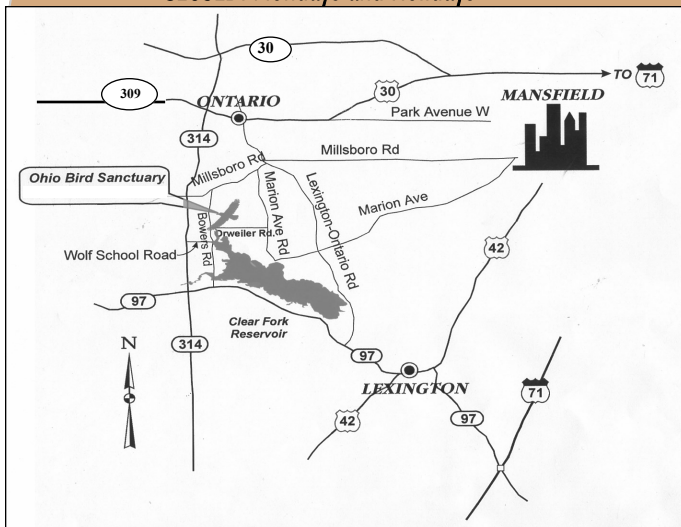 30
TO 71
30
309
ONTARIO
MANSFIELD
Park Avenue W
314
Millsboro Rd
Millsboro Rd
Ohio Bird Sanctuary
Marion Ave Rd
Lexington-Ontario Rd
Marion Ave
Bowers Rd
Orweiler Rd.
Wolf School Road
42
97
Clear Fork
Reservoir
N
314
97
LEXINGTON
71
42
97